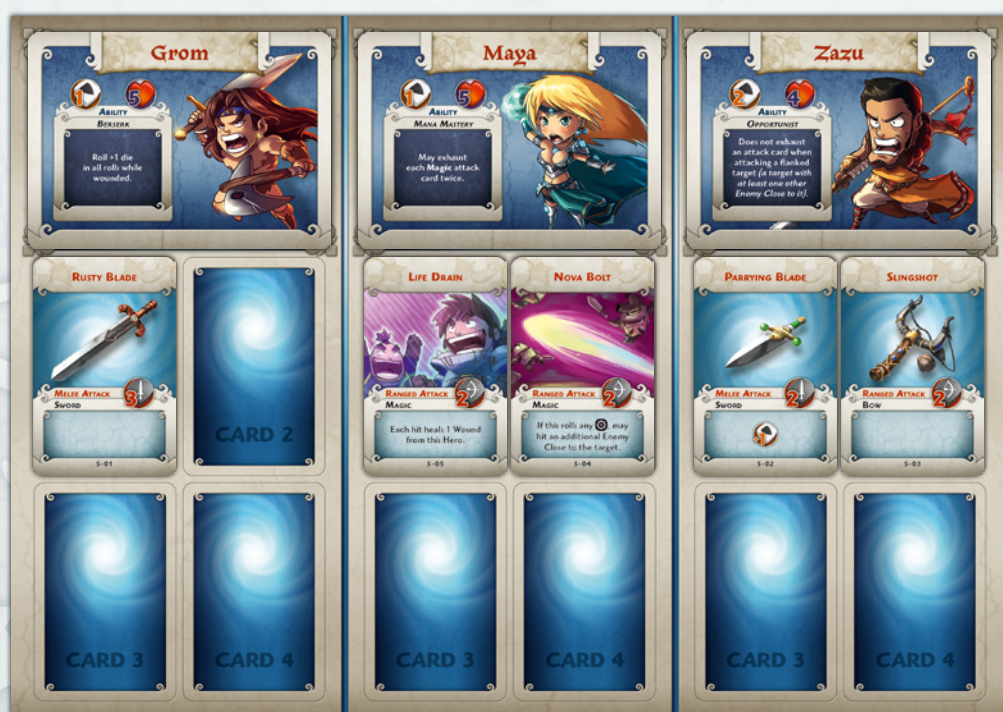 Grom
1
5
Ability
Berserk
Roll +1 die
in all rolls while
wounded.
Maya
1
5
Ability
Mana Mastery
May exhaust
each Magic attack
card twice.
Zazu
2
4
Ability
Opportunist
Does not exhaust
an attack card when
attacking a flanked
target (a target with
at least one other
Enemy Close to it).
Rusty Blade
Melee Attack
3
Sword
S-01
CARD 2
Life Drain
Ranged Attack
2
Magic
Each hit heals 1 Wound
from this Hero.
S-05
Nova Bolt
Ranged Attack
2
Magic
If this rolls any , may
hit an additional Enemy
Close to the target.
S-04
Parrying Blade
Melee Attack
2
Sword
1
S-02
Slingshot
Ranged Attack
2
Bow
S-03
CARD 3
CARD 4
CARD 3
CARD 4
CARD 3
CARD 4